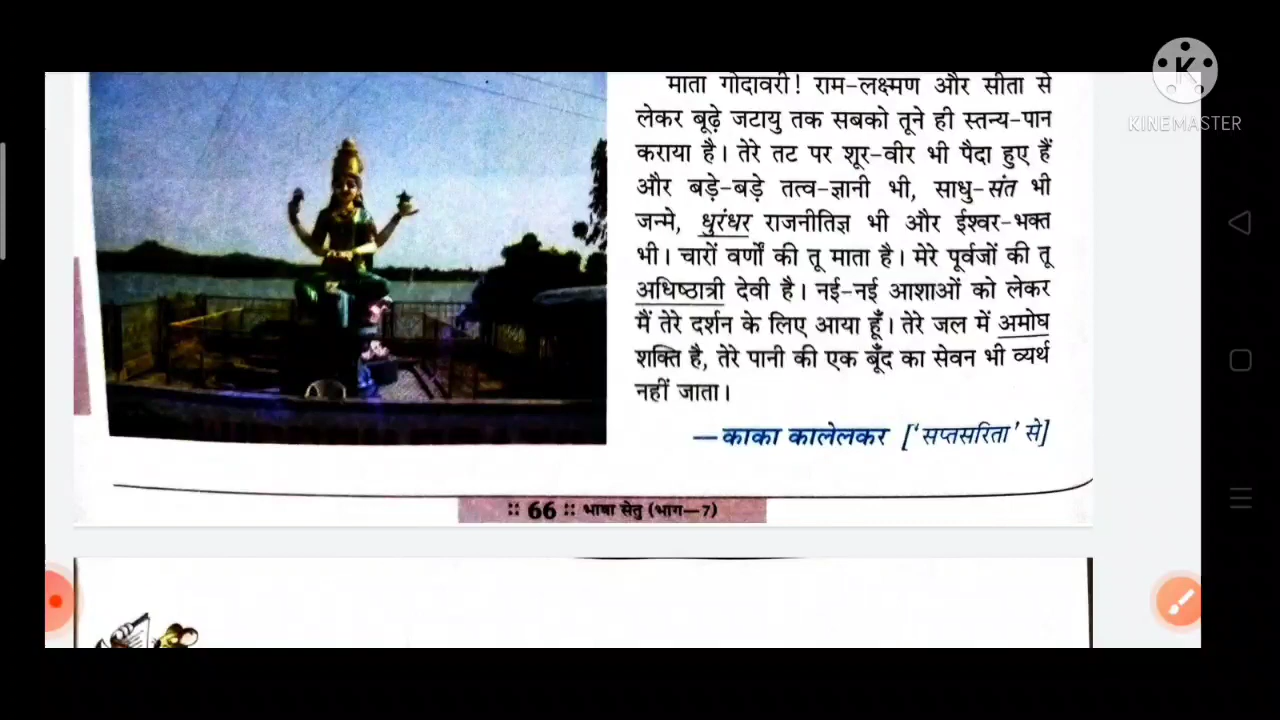 माता गोदावरी! राम-लक्ष्मण और सीता से
लेकर बूढ़े जटायु तक सबको तूने ही स्तन्य-पान
कराया है। तेरे तट पर शूर-वीर भी पैदा हुए हैं
और बड़े-बड़े तत्व-ज्ञानी भी, साधु-संत भी
जन्मे, धुरंधर राजनीतिज्ञ भी और ईश्वर-भक्त
भी। चारों वर्णों की तू माता है। मेरे पूर्वजों की तू
अधिष्ठात्री देवी है। नई-नई आशाओं को लेकर
मैं तेरे दर्शन के लिए आया हूँ। तेरे जल में अमोघ
शक्ति है, तेरे पानी की एक बूँद का सेवन भी व्यर्थ
नहीं जाता।
—काका कालेलकर ['सप्तसरिता' से]
:: 66 :: भाषा सेतु (भाग—7)
K
KINEMASTER